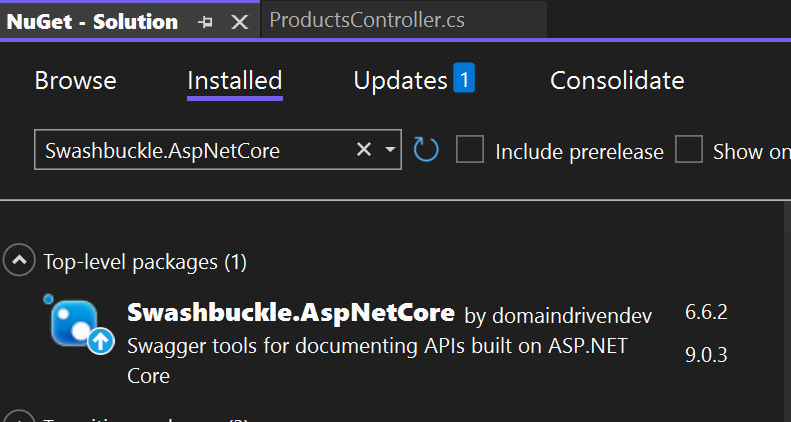 NuGet - Solution
ProductsController.cs
Browse Installed Updates 1 Consolidate
Swashbuckle.AspNetCore
Include prerelease
Show on
Top-level packages (1)
Swashbuckle.AspNetCore by domaindrivendev 6.6.2
Swagger tools for documenting APIs built on ASP.NET 9.0.3
Core